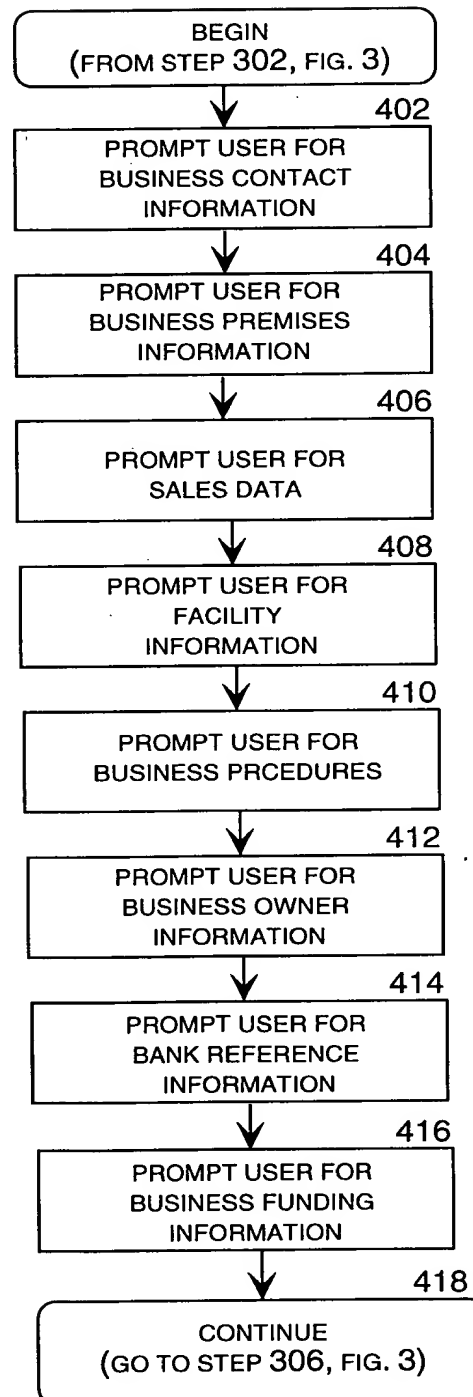 BEGIN
(FROM STEP 302, FIG. 3)
402
PROMPT USER FOR
BUSINESS CONTACT
INFORMATION
404
PROMPT USER FOR
BUSINESS PREMISES
INFORMATION
406
PROMPT USER FOR
SALES DATA
408
PROMPT USER FOR
FACILITY
INFORMATION
410
PROMPT USER FOR
BUSINESS PRCEDURES
412
PROMPT USER FOR
BUSINESS OWNER
INFORMATION
414
PROMPT USER FOR
BANK REFERENCE
INFORMATION
416
PROMPT USER FOR
BUSINESS FUNDING
INFORMATION
418
CONTINUE
(GO TO STEP 306, FIG. 3)